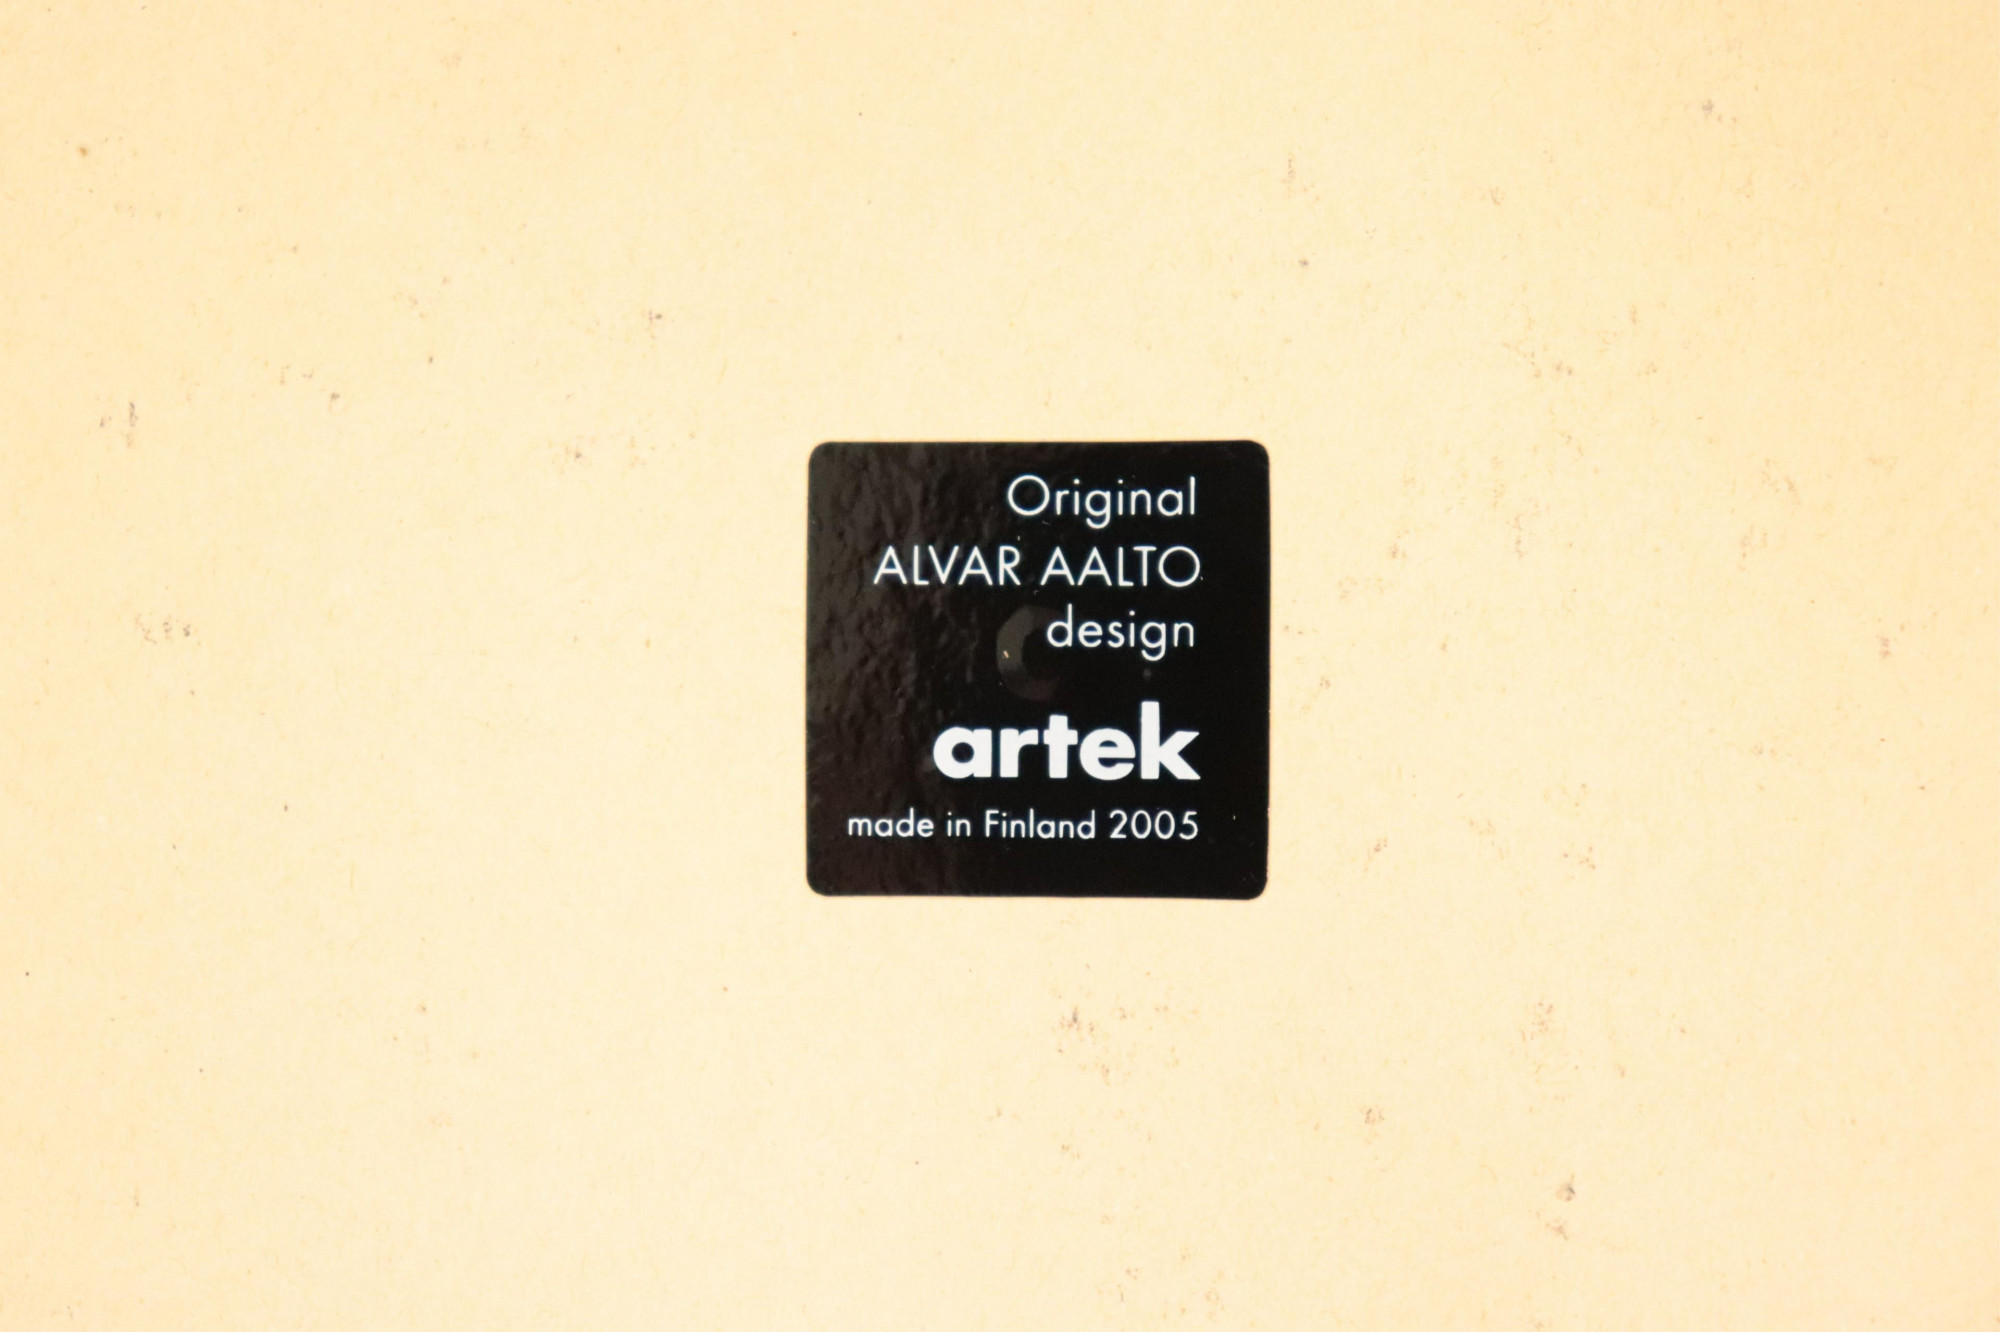 Original
ALVAR AALTO
design
artek
made in Finland 2005